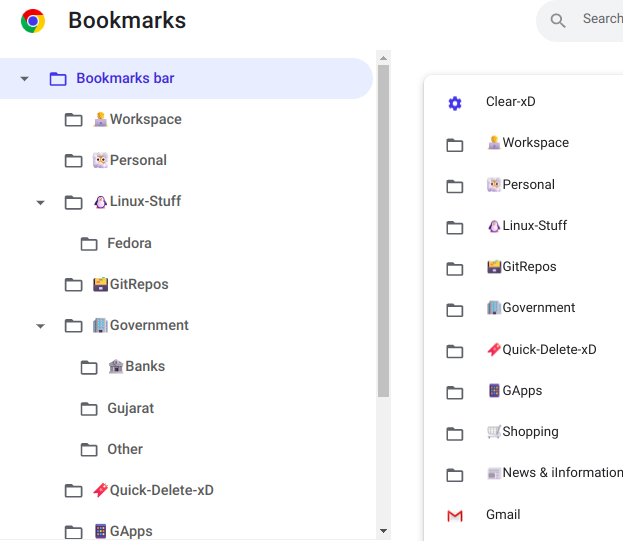 Bookmarks
Search
Bookmarks bar
Workspace
Personal
Linux-Stuff
Fedora
GitRepos
Government
Banks
Gujarat
Other
Quick-Delete-xD
GApps
Clear-xD
Workspace
Personal
Linux-Stuff
GitRepos
Government
Quick-Delete-xD
GApps
Shopping
News & iInformation
Gmail